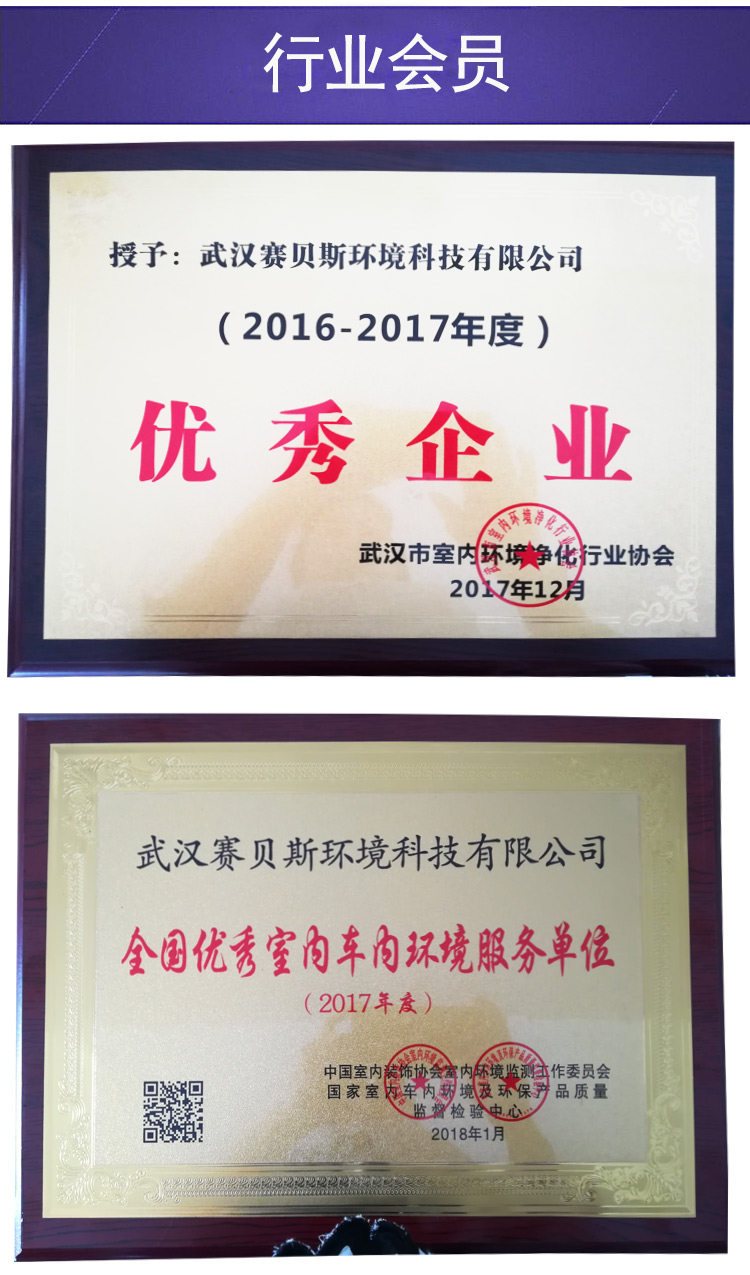 行业会员
授予：武汉赛贝斯环境科技有限公司
（2016-2017年度）
优秀企业
武汉市室内环境净化行业协会
2017年12月
武汉赛贝斯环境科技有限公司
全国优秀室内车内环境服务单位
（2017年度）
中国室内装饰协会室内环境监测工作委员会
国家室内车内环境及环保产品质量
监督检验中心
2018年1月